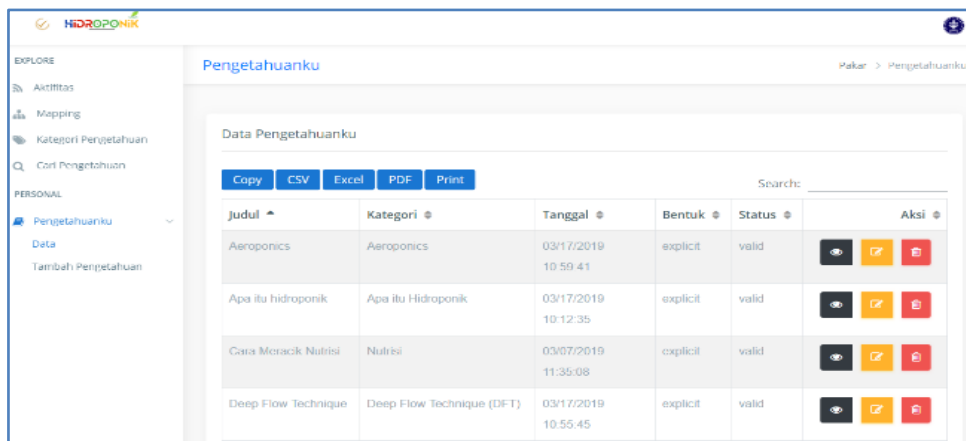 HiDROPONiK
EXPLORE
Aktifitas
Mapping
Kategori Pengetahuan
Cari Pengetahuan
PERSONAL
Pengetahuanku
Data
Tambah Pengetahuan
Pengetahuanku
Pakar > Pengetahuanku
Data Pengetahuanku
Copy CSV Excel PDF Print
Search:
Judul Kategori Tanggal Bentuk Status Aksi
Aeroponics Aeroponics 03/17/2019 explicit valid
10:59:41
Apa itu hidroponik Apa itu Hidroponik 03/17/2019 explicit valid
10:12:35
Cara Meracik Nutrisi Nutrisi 03/07/2019 explicit valid
11:35:08
Deep Flow Technique Deep Flow Technique (DFT) 03/17/2019 explicit valid
10:55:45